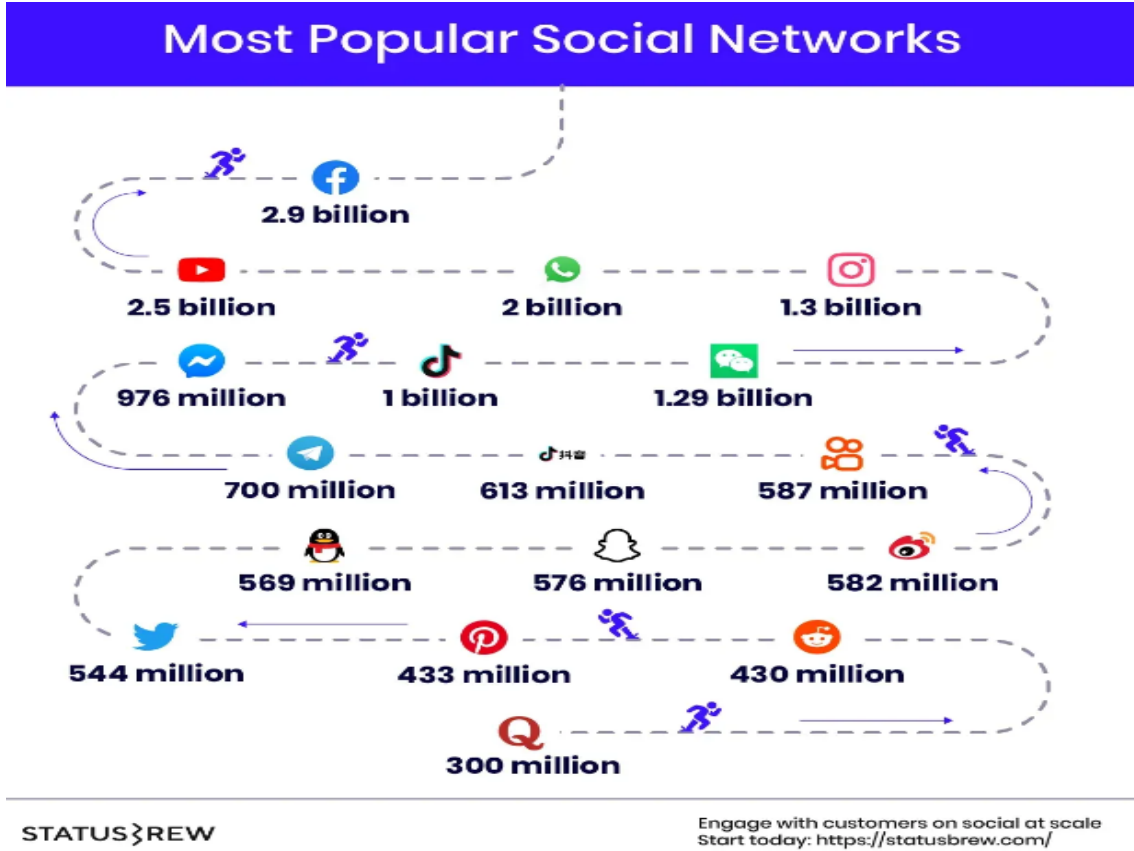 Most Popular Social Networks
2.9 billion
2.5 billion
2 billion
1.3 billion
976 million
1 billion
1.29 billion
抖音
700 million
613 million
587 million
569 million
576 million
582 million
544 million
433 million
430 million
Q
300 million
STATUSBREW
Engage with customers on social at scale
Start today: https://statusbrew.com/